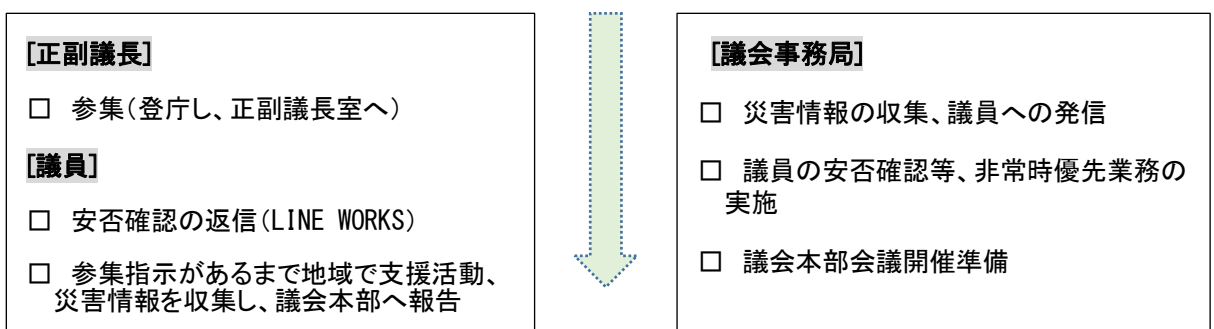 [正副議長]
□ 参集(登庁し、正副議長室へ)
[議員]
□ 安否確認の返信(LINE WORKS)
□ 参集指示があるまで地域で支援活動、
災害情報を収集し、議会本部へ報告
[議会事務局]
□ 災害情報の収集、議員への発信
□ 議員の安否確認等、非常時優先業務の
実施
□ 議会本部会議開催準備